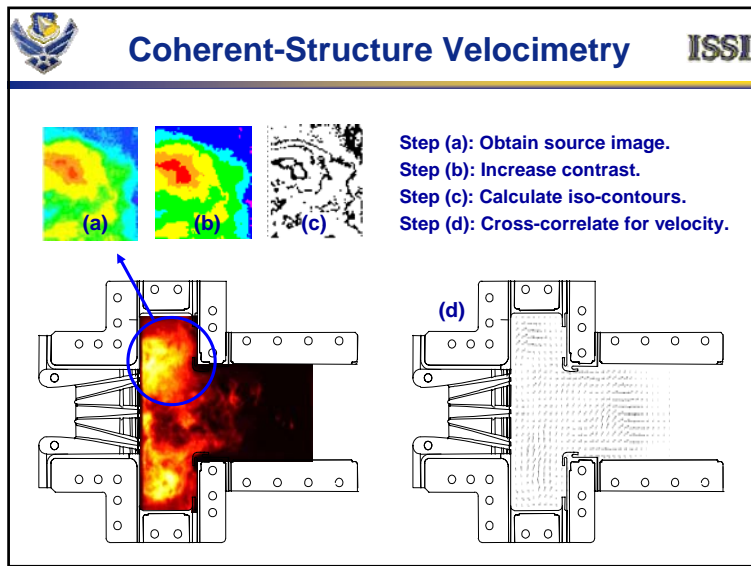 Coherent-Structure Velocimetry
ISSI
(a)
(b)
(c)
Step (a): Obtain source image.
Step (b): Increase contrast.
Step (c): Calculate iso-contours.
Step (d): Cross-correlate for velocity.
(d)